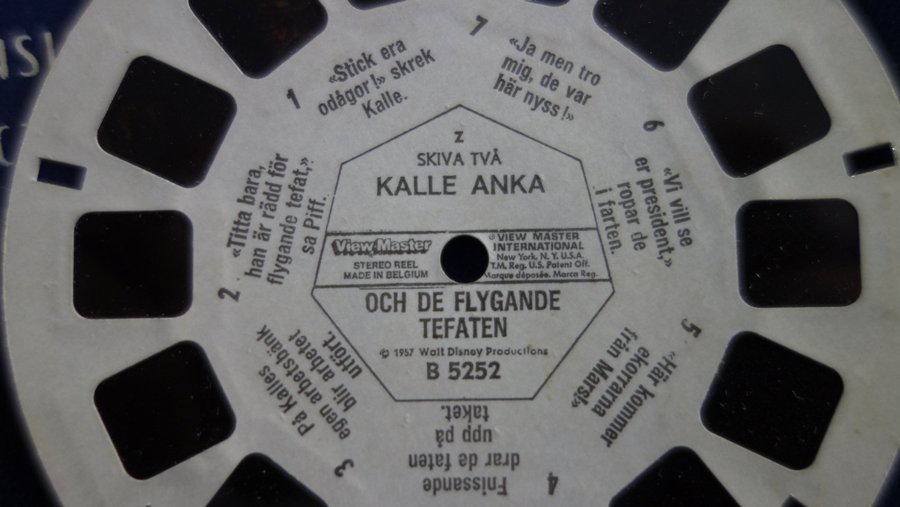 Z
SKIVA TVÅ
KALLE ANKA
View-Master
STEREO REEL
MADE IN BELGIUM
© VIEW MASTER
INTERNATIONAL
New York, N. Y. U.S.A.
T.M. Reg. U.S. Patent Off.
Marque déposée. Marca Reg.
OCH DE FLYGANDE
TEFATEN
© 1957 Walt Disney Productions
B 5252
1
«Stick era
odågor!» skrek
Kalle.
2
«Titta bara,
han är rädd för
flygande tefat,»
sa Piff.
3
På Kalles
egen arbetsbänk
blir arbetet
utfört.
4
Fnissande
drar de faten
upp på
taket.
5
«Här kommer
ekorrarna
från Mars!»
6
«Vi vill se
er president,»
ropar de
i farten.
7
«Ja men tro
mig, de var
här nyss!»